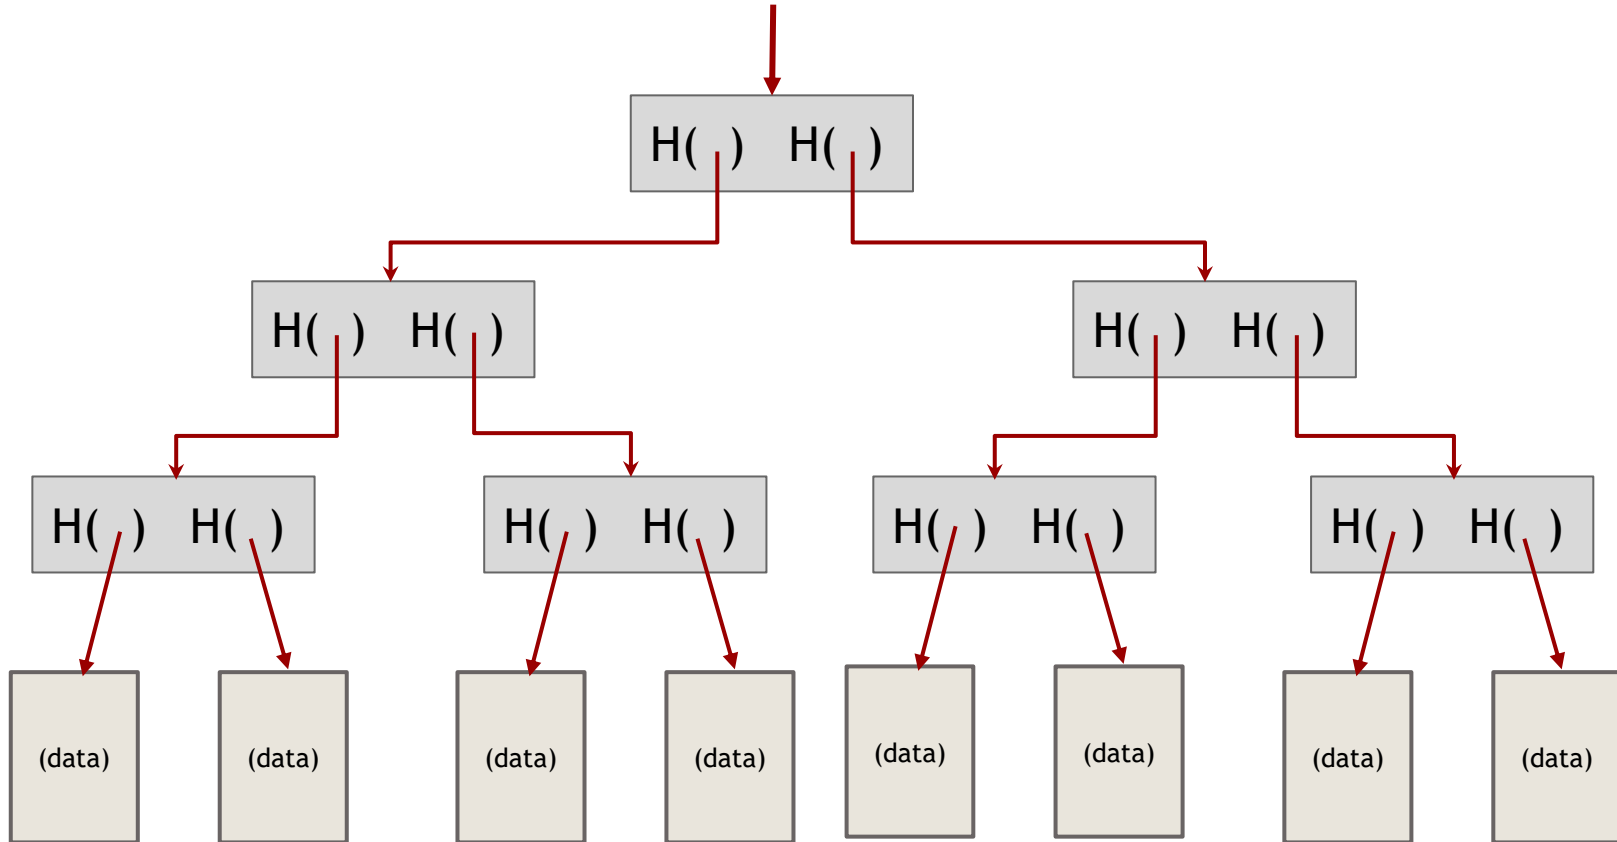 H( ) H( )
H( ) H( ) H( ) H( )
H( ) H( ) H( ) H( ) H( ) H( ) H( ) H( )
(data) (data) (data) (data) (data) (data) (data) (data)